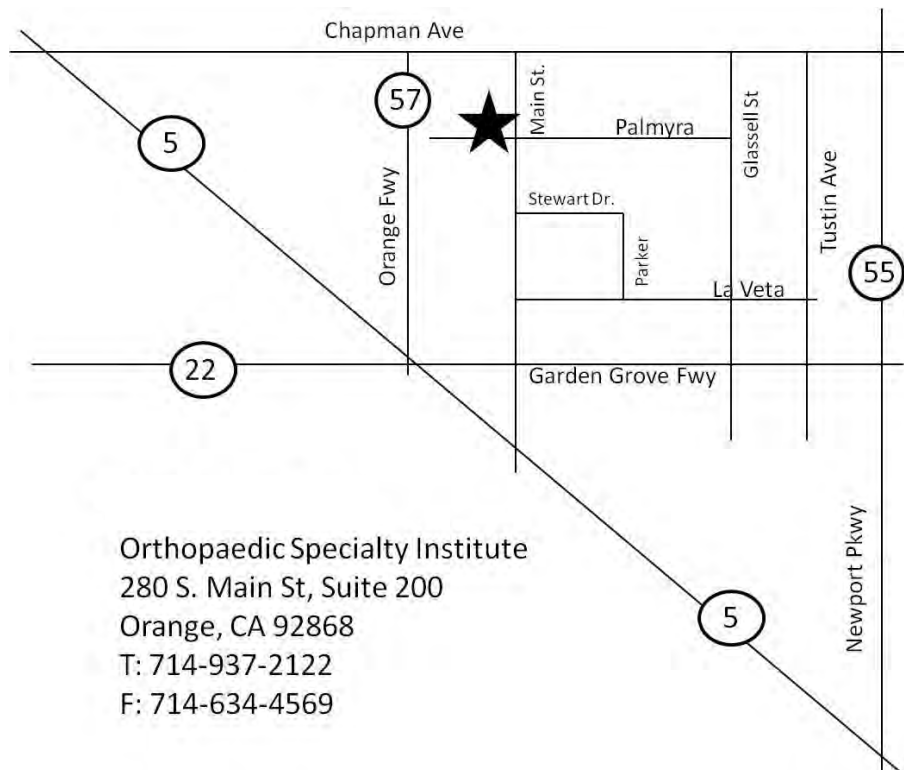 Chapman Ave
57
Main St.
Palmyra
Glassell St
5
Stewart Dr.
Orange Fwy
Parker
Tustin Ave
55
La Veta
22
Garden Grove Fwy
Orthopaedic Specialty Institute
280 S. Main St, Suite 200
Orange, CA 92868
T: 714-937-2122
F: 714-634-4569
5
Newport Pkwy